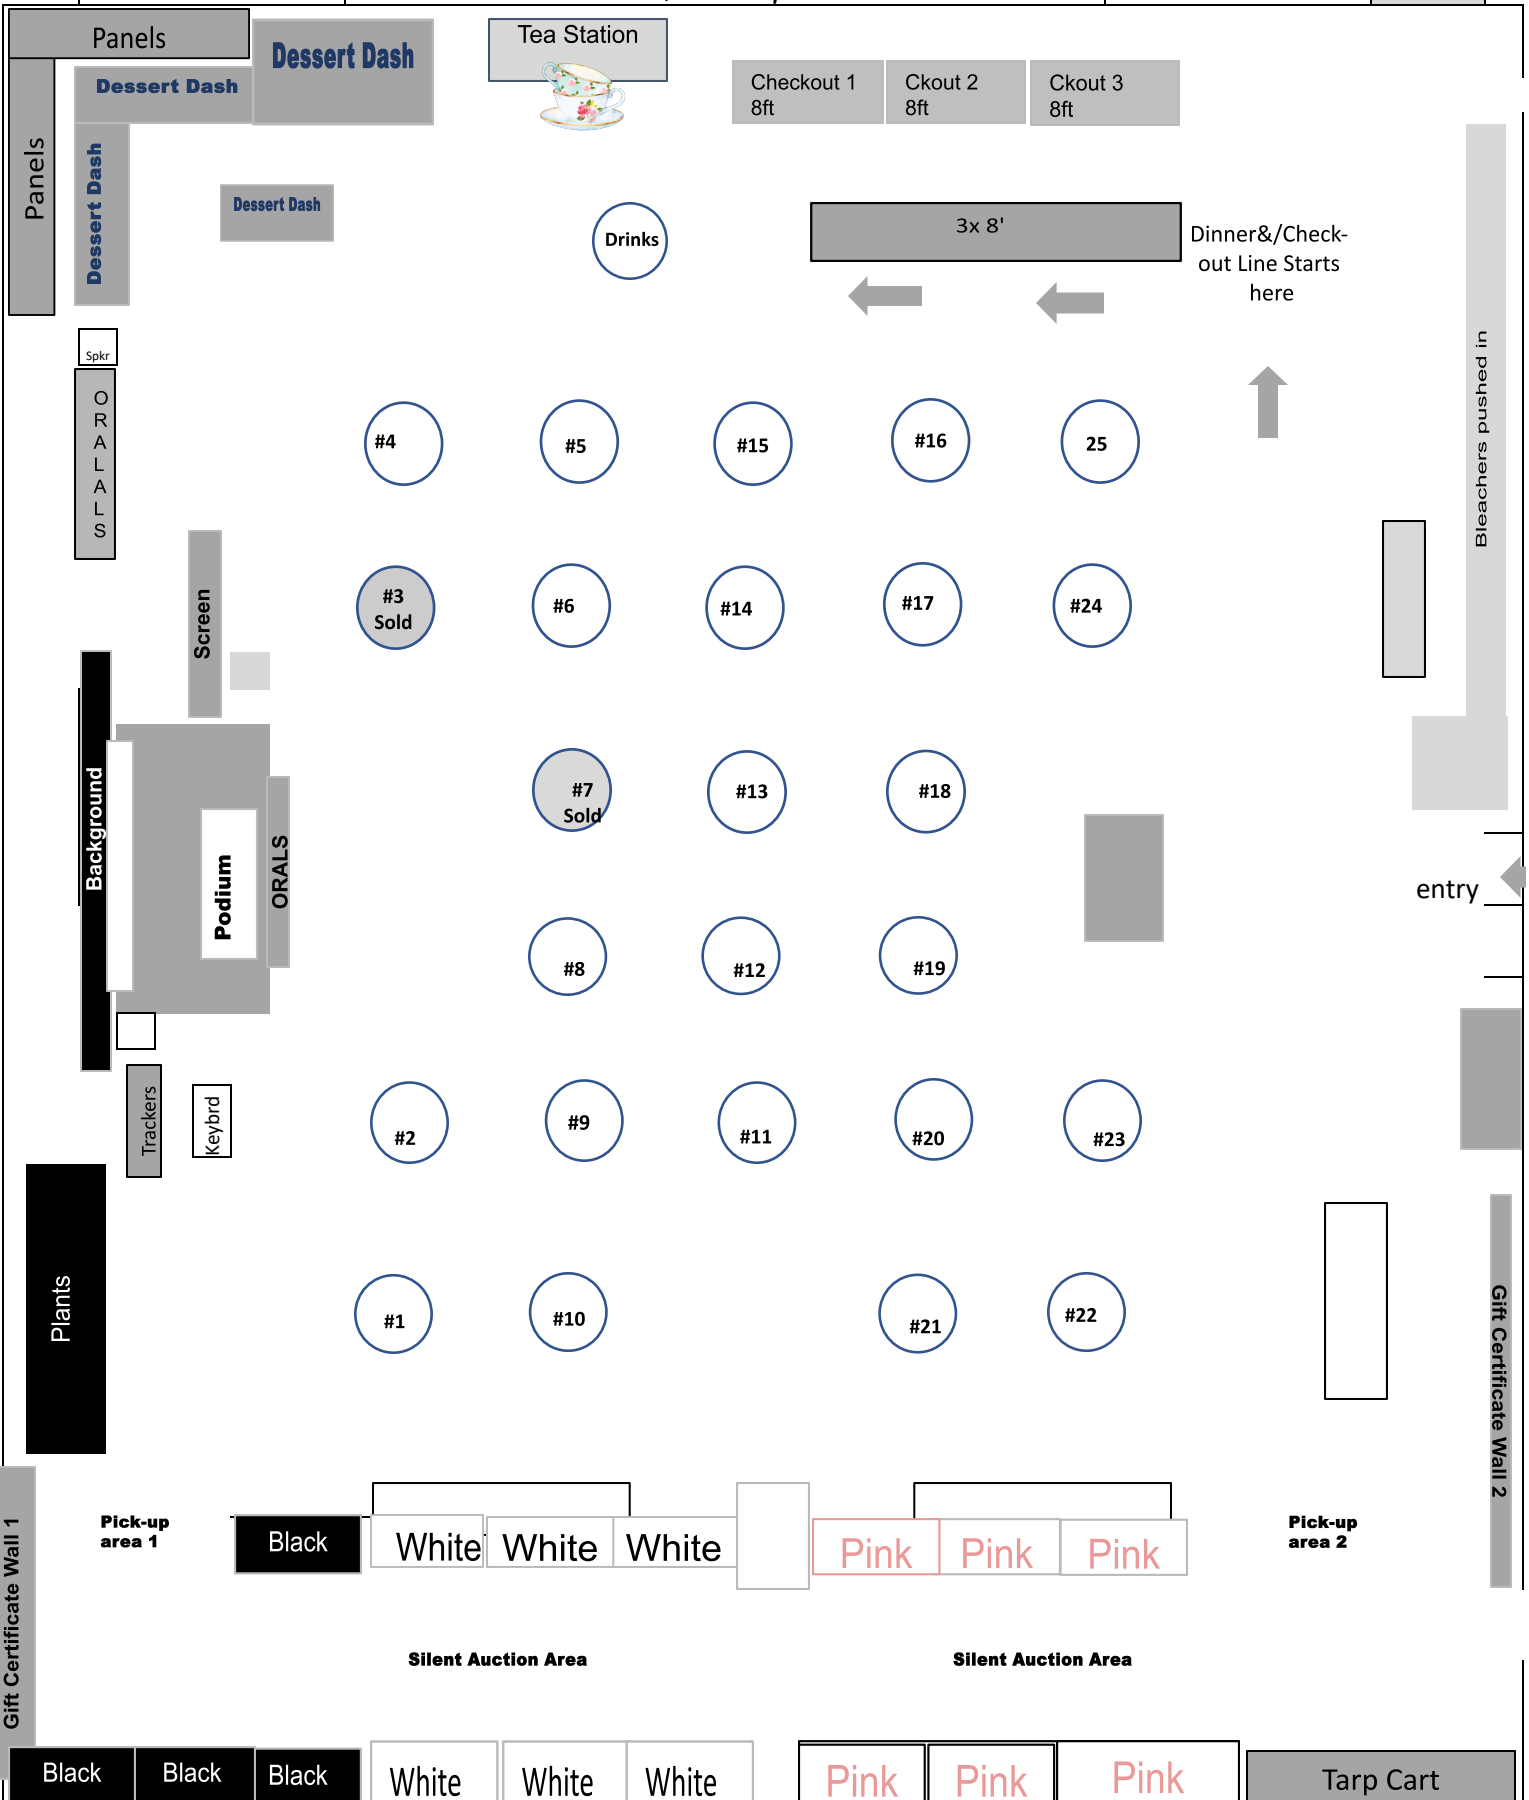 Panels
Dessert Dash
Tea Station
Dessert Dash
Checkout 1
8ft
Ckout 2
8ft
Ckout 3
8ft
Panels
Dessert Dash
Dessert Dash
Drinks
3x 8'
Dinner&/Check-
out Line Starts
here
Spkr
ORALALS
Bleachers pushed in
#4
#5
#15
#16
25
Screen
#3
Sold
#6
#14
#17
#24
Background
Podium
ORALS
#7
Sold
#13
#18
entry
#8
#12
#19
Trackers
Keybrd
#2
#9
#11
#20
#23
Plants
#1
#10
#21
#22
Gift Certificate Wall 2
Gift Certificate Wall 1
Pick-up
area 1
Black
White
White
White
Pink
Pink
Pink
Pick-up
area 2
Silent Auction Area
Silent Auction Area
Black
Black
Black
White
White
White
Pink
Pink
Pink
Tarp Cart